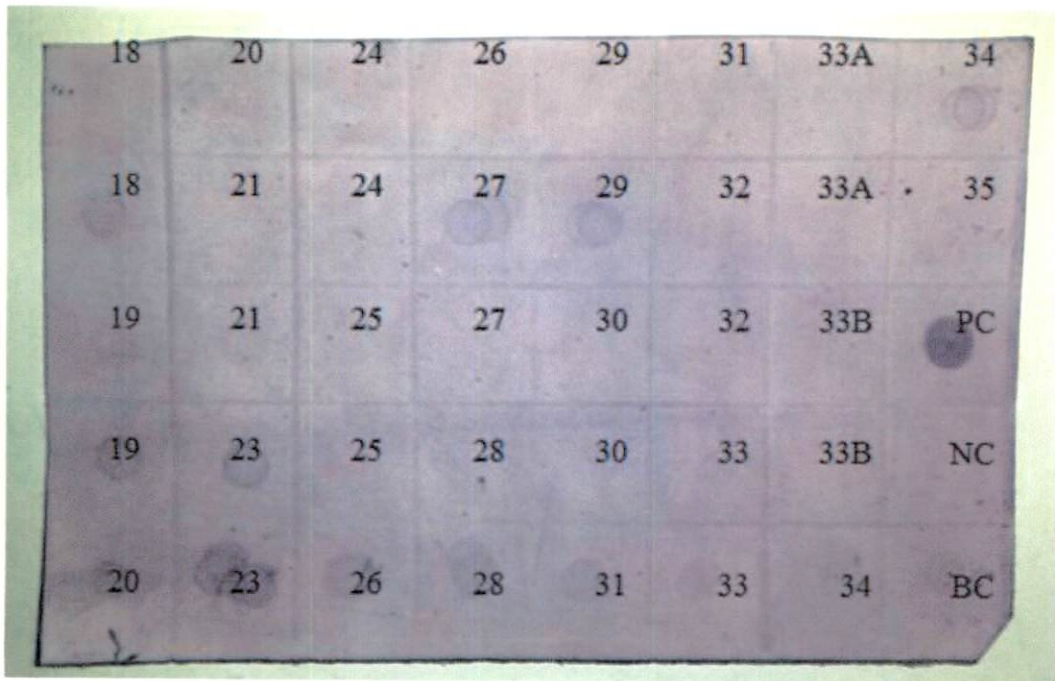 18 20 24 26 29 31 33A 34
18 21 24 27 29 32 33A 35
19 21 25 27 30 32 33B PC
19 23 25 28 30 33 33B NC
20 23 26 28 31 33 34 BC